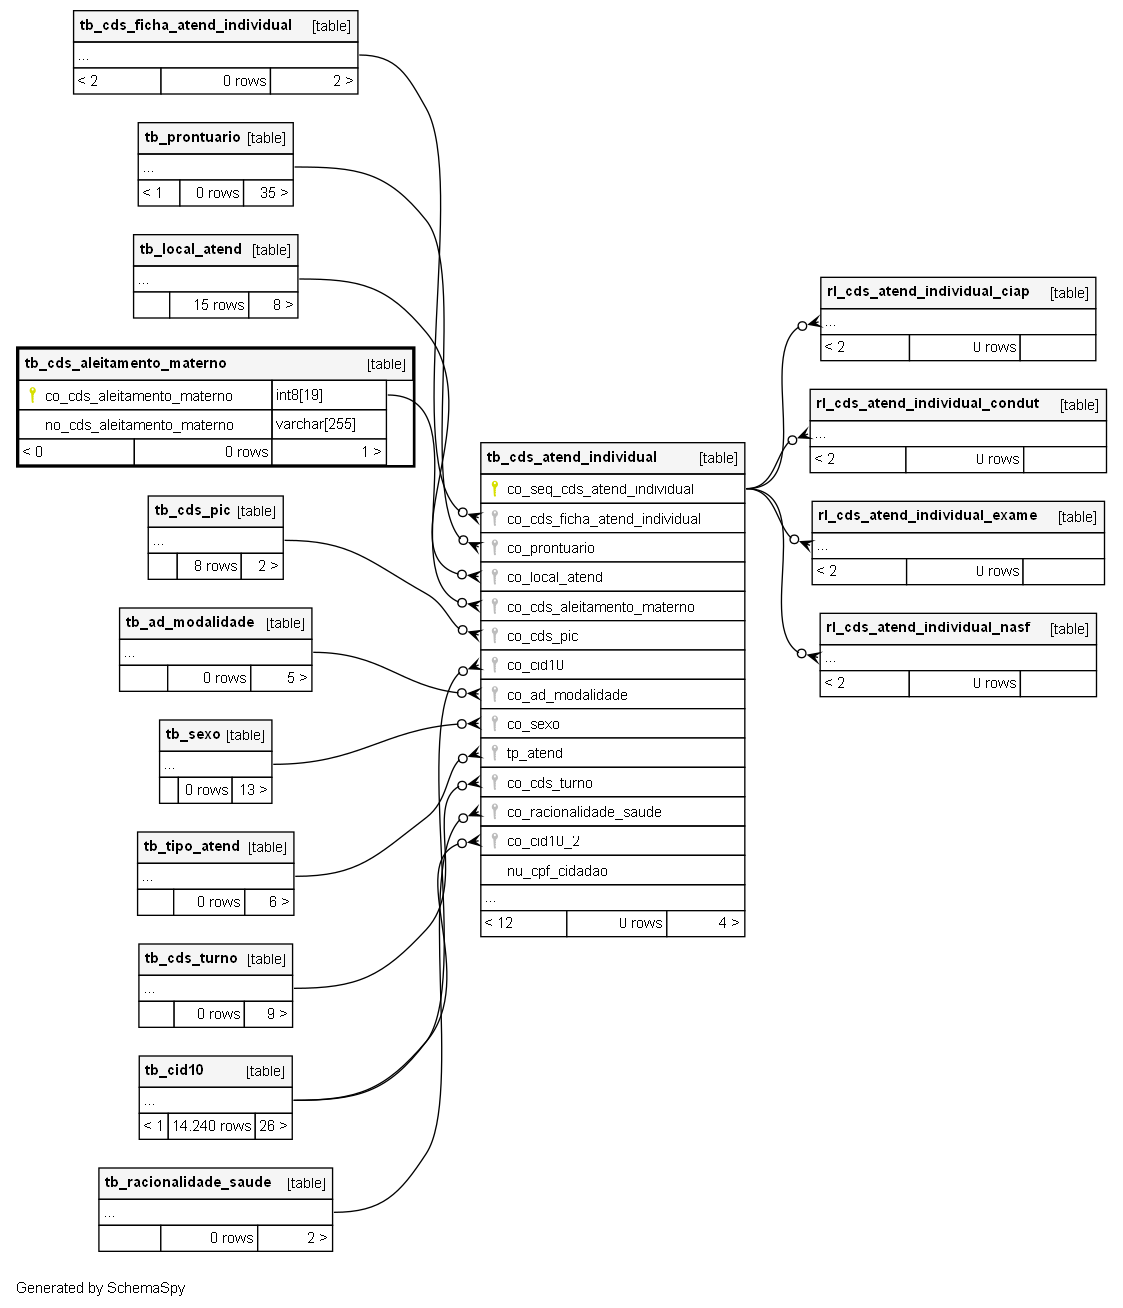 tb_cds_ficha_atend_individual [table]
...
< 2 0 rows 2 >
tb_prontuario [table]
...
< 1 0 rows 35 >
tb_local_atend [table]
...
15 rows 8 >
tb_cds_aleitamento_materno [table]
co_cds_aleitamento_materno int8[19]
no_cds_aleitamento_materno varchar[255]
< 0 0 rows 1 >
tb_cds_pic [table]
...
8 rows 2 >
tb_ad_modalidade [table]
...
0 rows 5 >
tb_sexo [table]
...
0 rows 13 >
tb_tipo_atend [table]
...
0 rows 6 >
tb_cds_turno [table]
...
0 rows 9 >
tb_cid10 [table]
...
< 1 14.240 rows 26 >
tb_racionalidade_saude [table]
...
0 rows 2 >
tb_cds_atend_individual [table]
co_seq_cds_atend_individual
co_cds_ficha_atend_individual
co_prontuario
co_local_atend
co_cds_aleitamento_materno
co_cds_pic
co_cid10
co_ad_modalidade
co_sexo
tp_atend
co_cds_turno
co_racionalidade_saude
co_cid10_2
nu_cpf_cidadao
...
< 12 0 rows 4 >
rl_cds_atend_individual_ciap [table]
...
< 2 0 rows
rl_cds_atend_individual_condut [table]
...
< 2 0 rows
rl_cds_atend_individual_exame [table]
...
< 2 0 rows
rl_cds_atend_individual_nasf [table]
...
< 2 0 rows
Generated by SchemaSpy